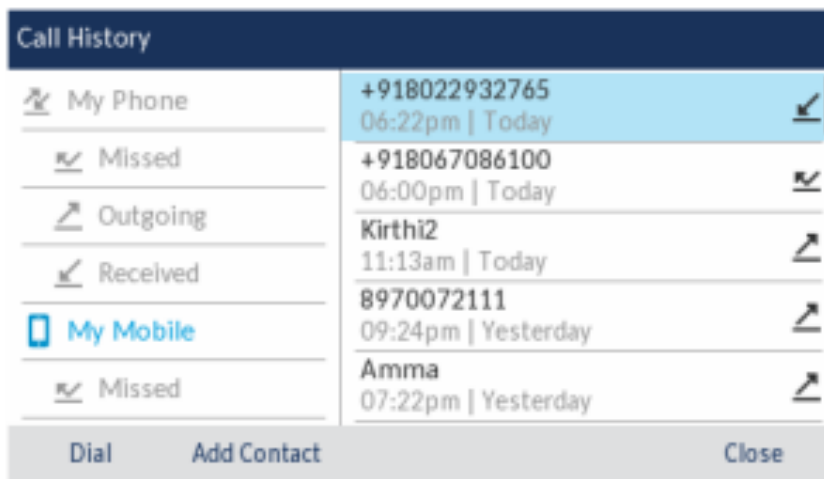 Call History
My Phone
Missed
Outgoing
Received
My Mobile
Missed
+918022932765
06:22pm | Today
+918067086100
06:00pm | Today
Kirthi2
11:13am | Today
8970072111
09:24pm | Yesterday
Amma
07:22pm | Yesterday
Dial Add Contact Close